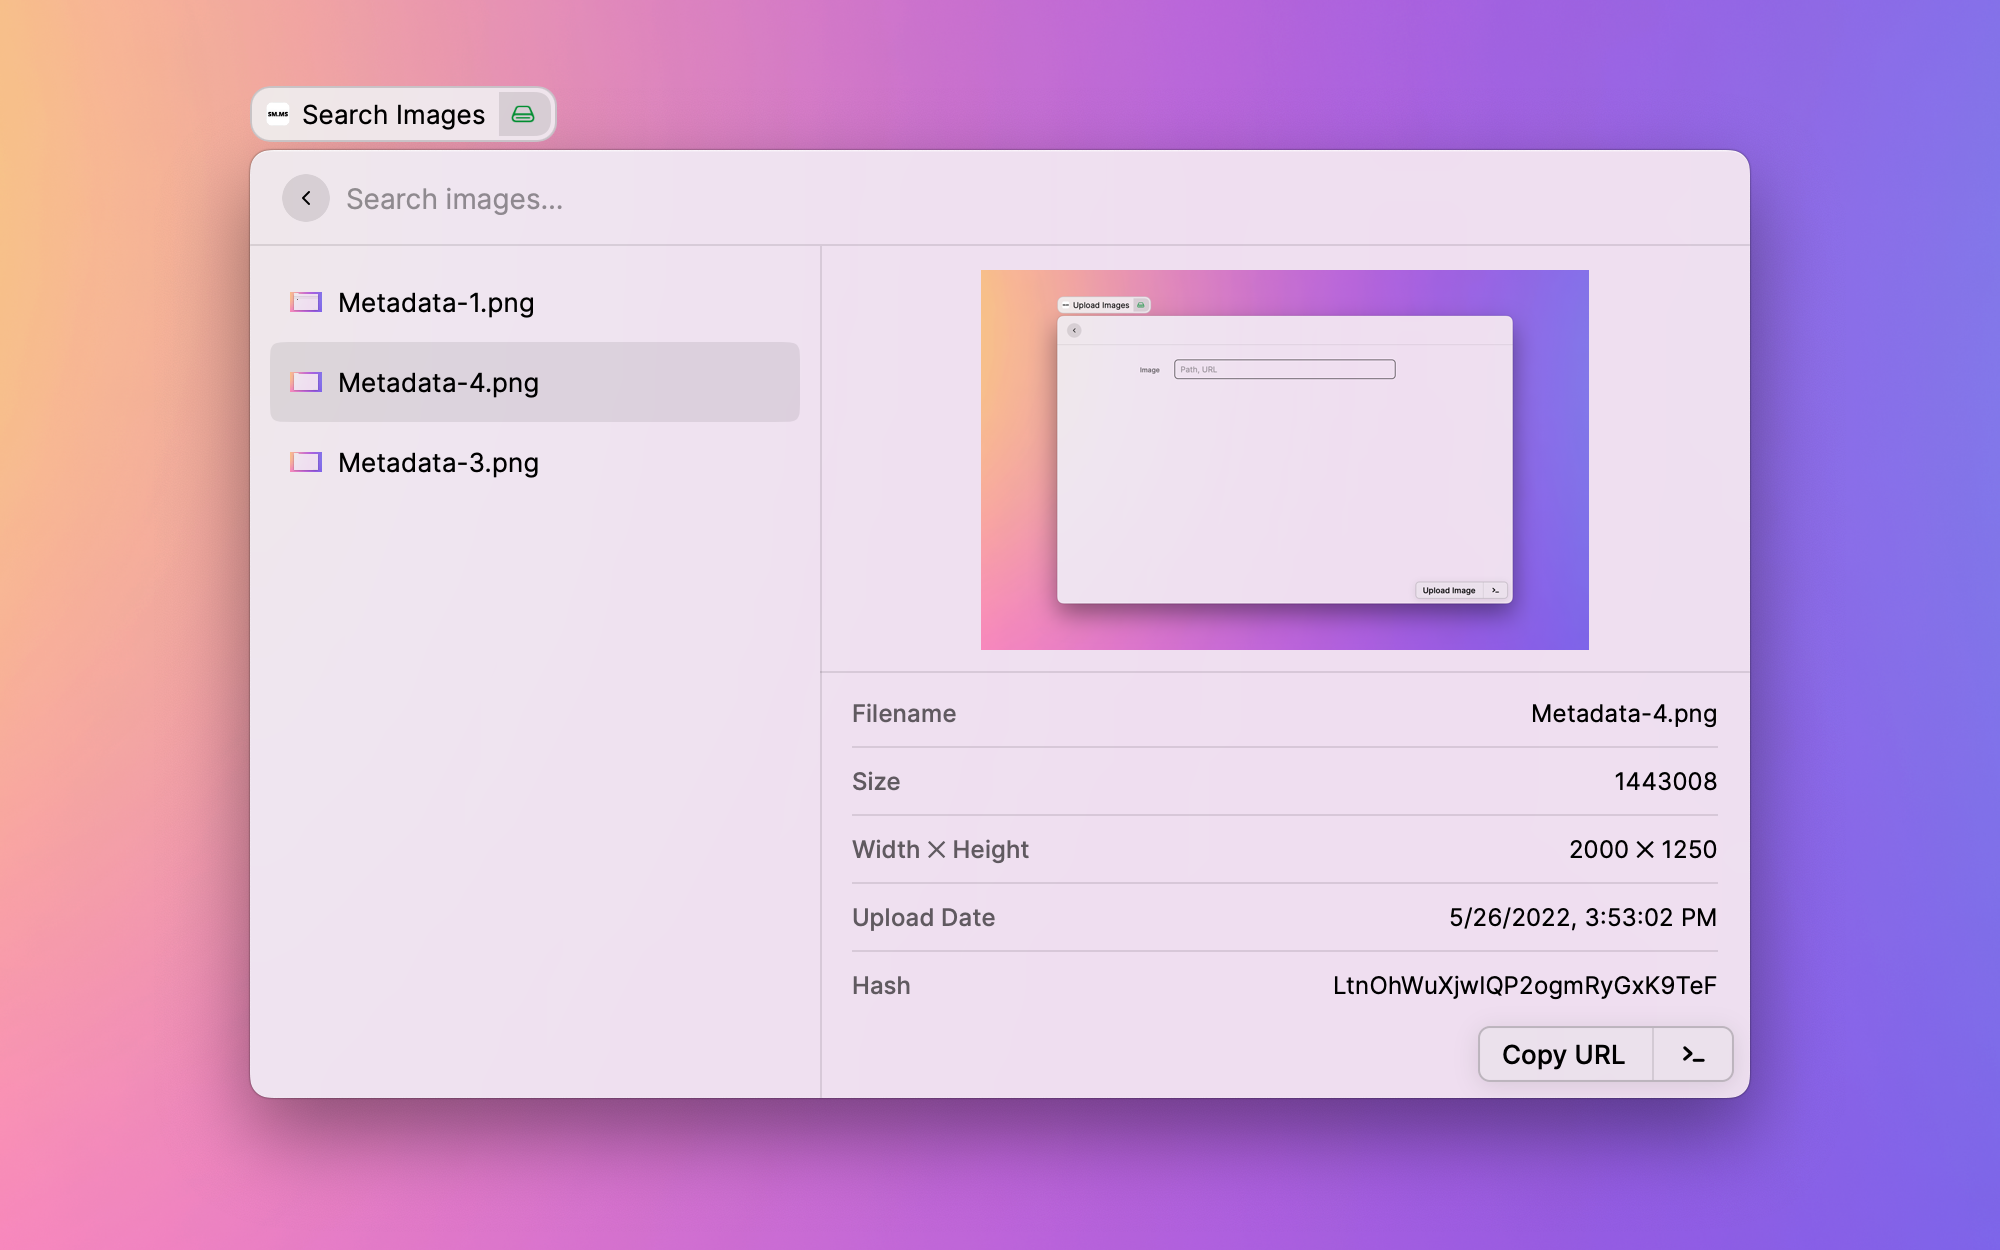 SM.MS Search Images
Search images...
Metadata-1.png
Metadata-4.png
Metadata-3.png
Upload Images
Image Path, URL
Upload Image
Filename Metadata-4.png
Size 1443008
Width × Height 2000 × 1250
Upload Date 5/26/2022, 3:53:02 PM
Hash LtnOhWuXjwlQP2ogmRyGxK9TeF
Copy URL >_